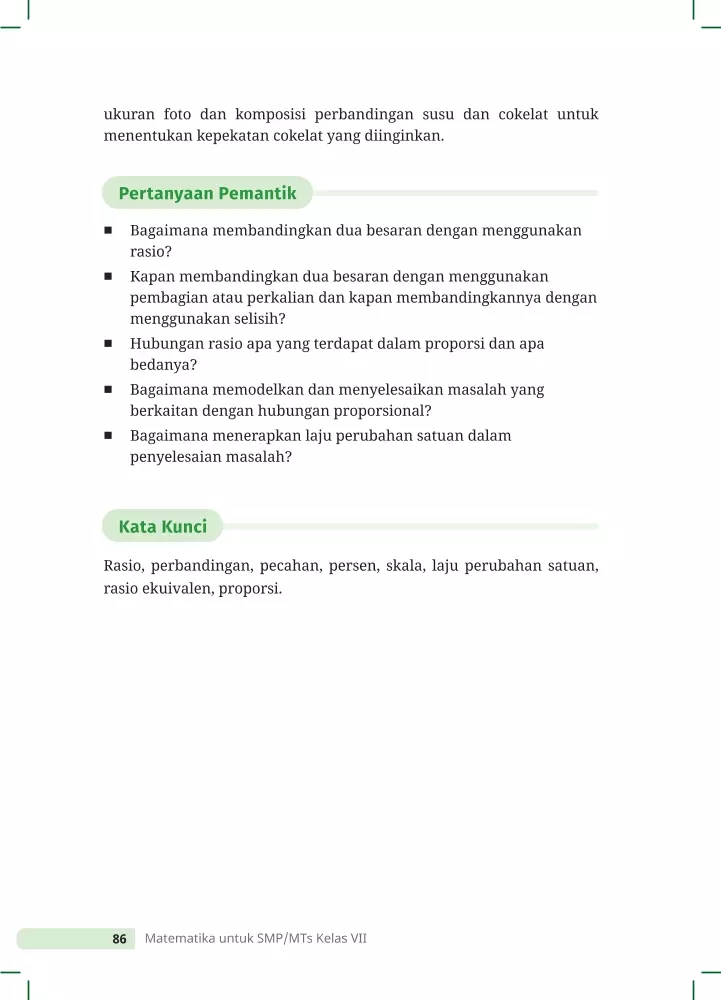 ukuran foto dan komposisi perbandingan susu dan cokelat untuk
menentukan kepekatan cokelat yang diinginkan.
Pertanyaan Pemantik
■ Bagaimana membandingkan dua besaran dengan menggunakan
rasio?
■ Kapan membandingkan dua besaran dengan menggunakan
pembagian atau perkalian dan kapan membandingkannya dengan
menggunakan selisih?
■ Hubungan rasio apa yang terdapat dalam proporsi dan apa
bedanya?
■ Bagaimana memodelkan dan menyelesaikan masalah yang
berkaitan dengan hubungan proporsional?
■ Bagaimana menerapkan laju perubahan satuan dalam
penyelesaian masalah?
Kata Kunci
Rasio, perbandingan, pecahan, persen, skala, laju perubahan satuan,
rasio ekuivalen, proporsi.
86 Matematika untuk SMP/MTs Kelas VII